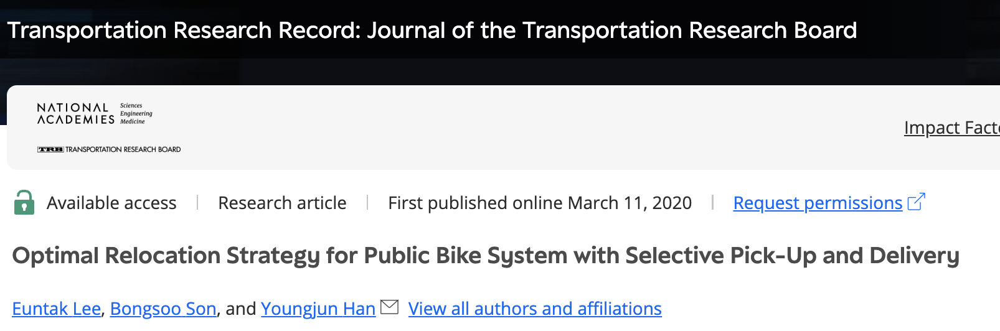 Transportation Research Record: Journal of the Transportation Research Board
NATIONAL ACADEMIES
Sciences
Engineering
Medicine
TRB TRANSPORTATION RESEARCH BOARD
Impact Fact
Available access | Research article | First published online March 11, 2020 | Request permissions
Optimal Relocation Strategy for Public Bike System with Selective Pick-Up and Delivery
Euntak Lee, Bongsoo Son, and Youngjun Han View all authors and affiliations